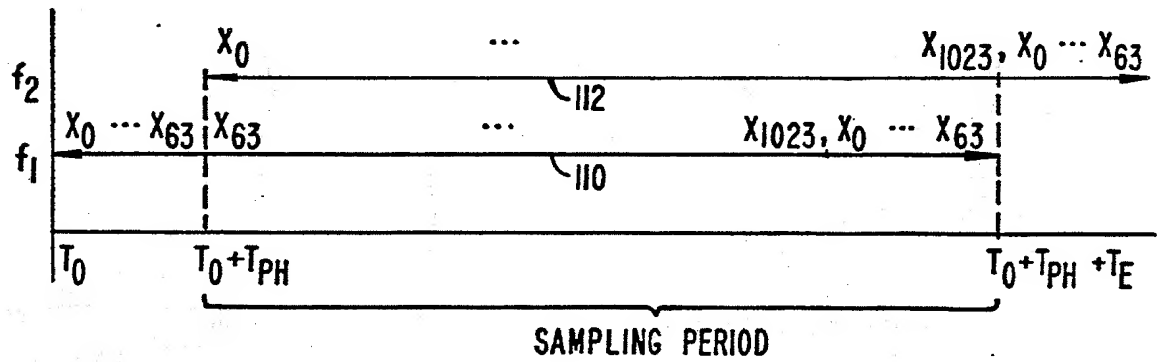 X0 ... X1023, X0 ... X63
f2
112
X0 ... X63 X63 ... X1023, X0 ... X63
f1
110
T0 T0+TPH T0+TPH+TE
SAMPLING PERIOD